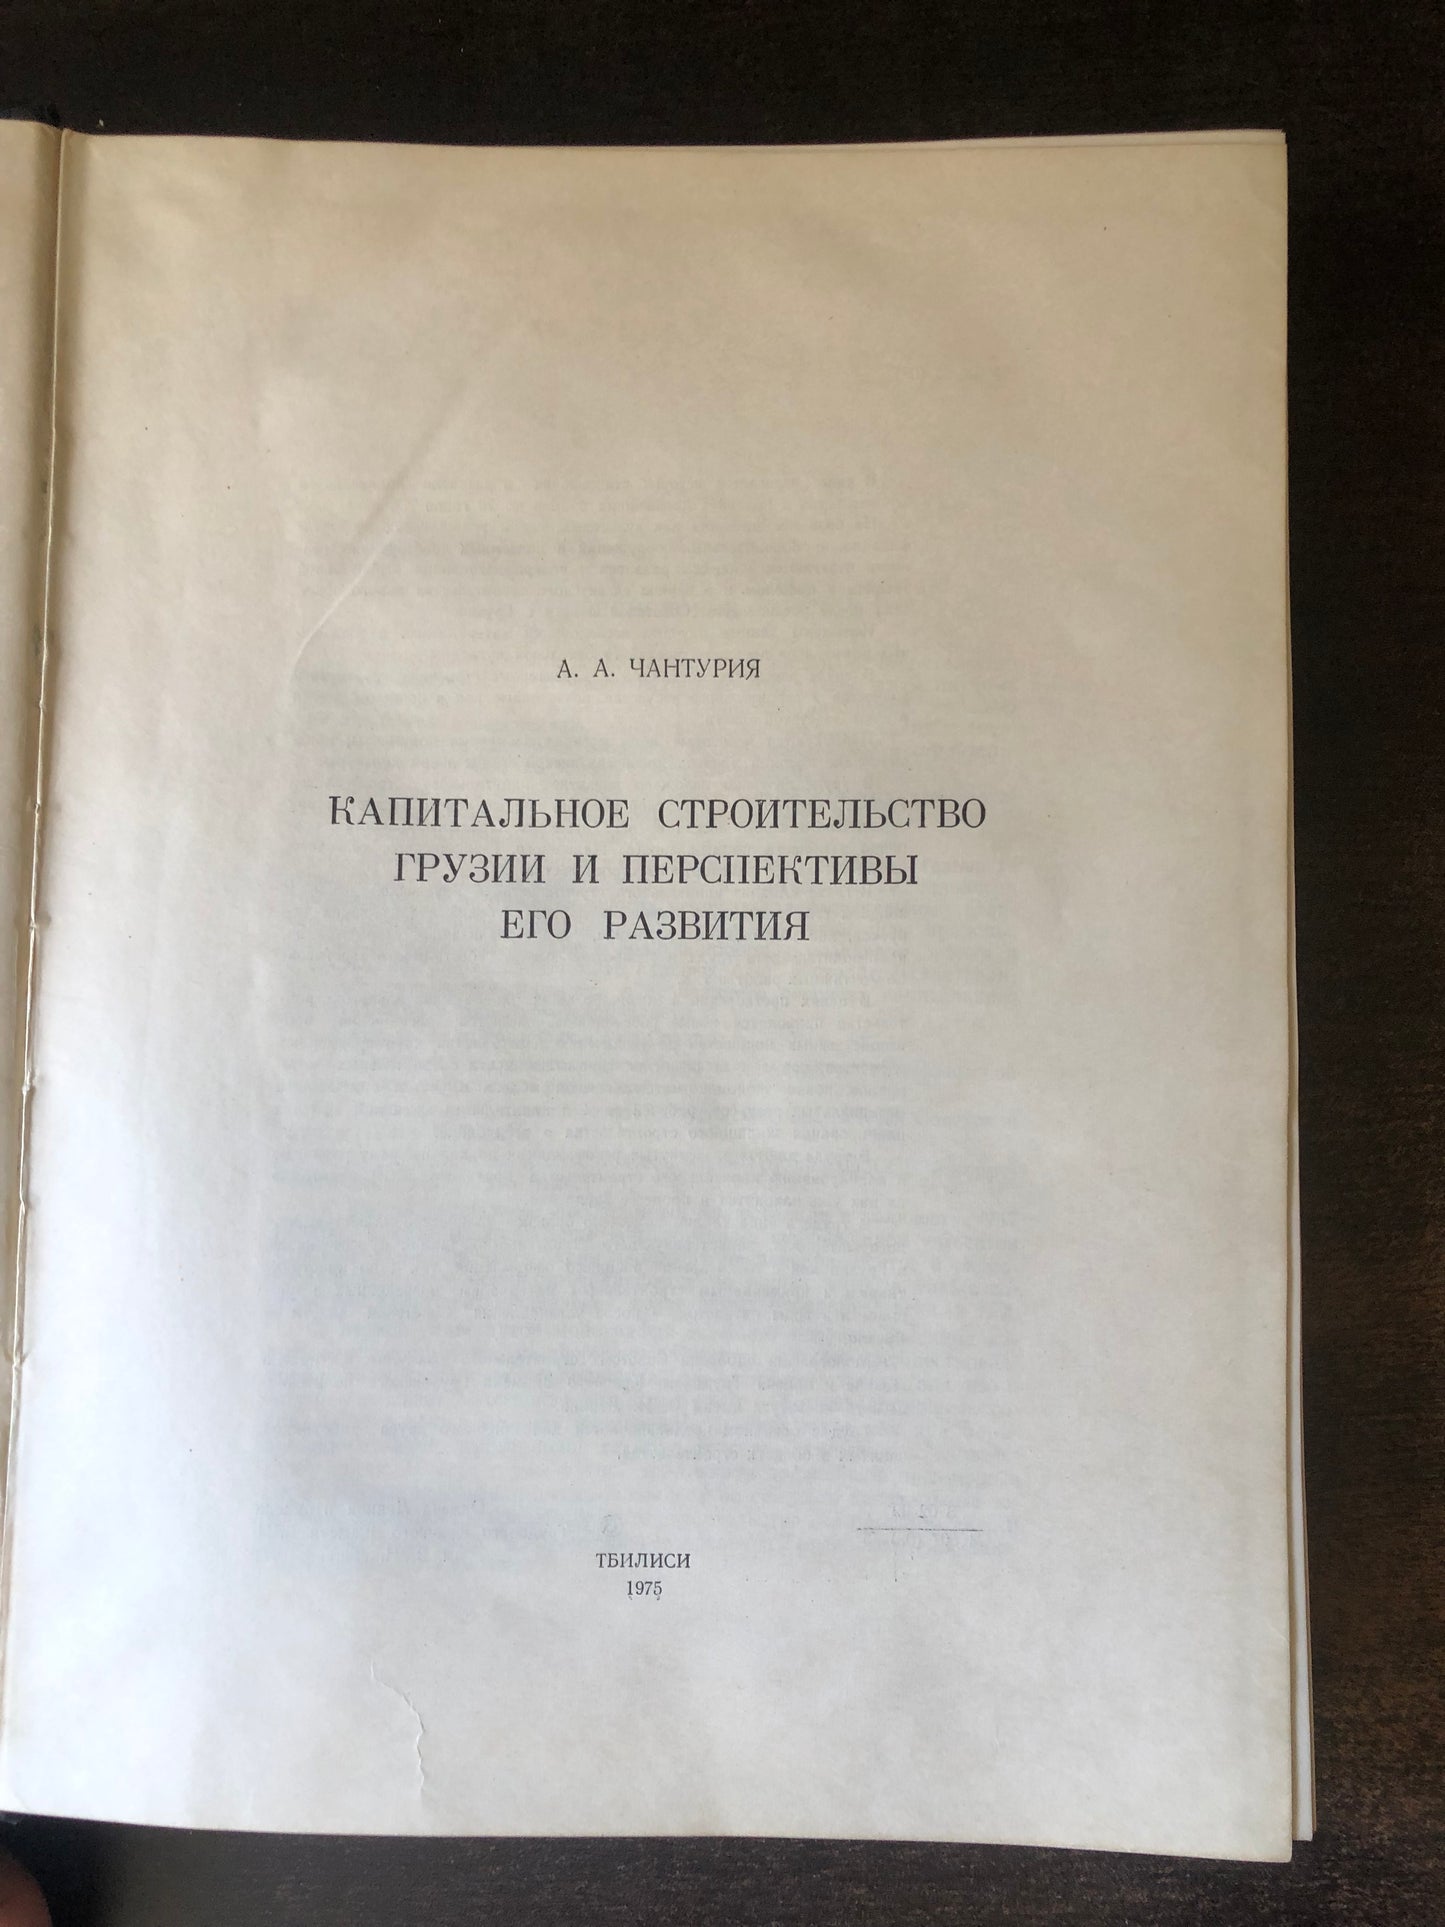 А. А. ЧАНТУРИЯ
КАПИТАЛЬНОЕ СТРОИТЕЛЬСТВО
ГРУЗИИ И ПЕРСПЕКТИВЫ
ЕГО РАЗВИТИЯ
ТБИЛИСИ
1975